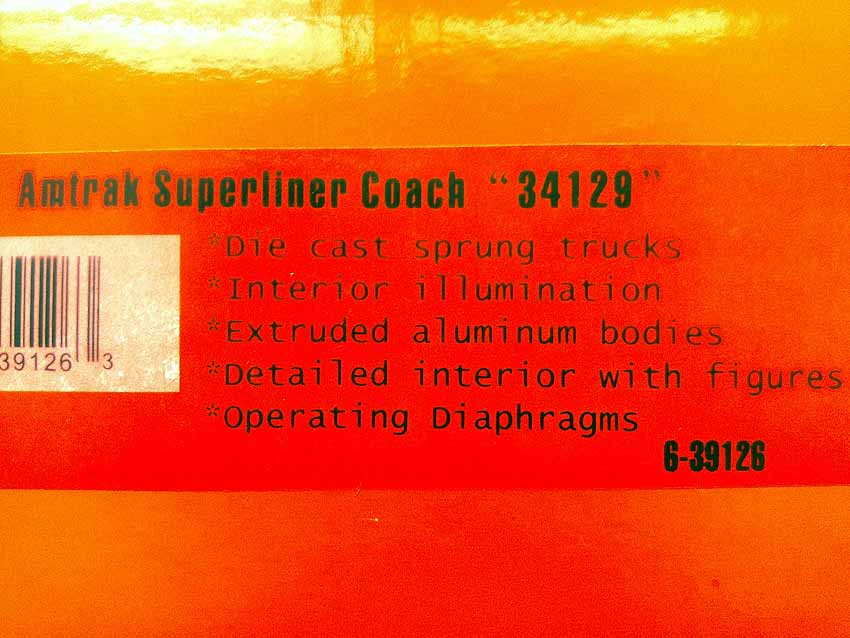 Amtrak Superliner Coach “34129”
*Die cast sprung trucks
*Interior illumination
*Extruded aluminum bodies
*Detailed interior with figures
*Operating Diaphragms
39126 3
6-39126